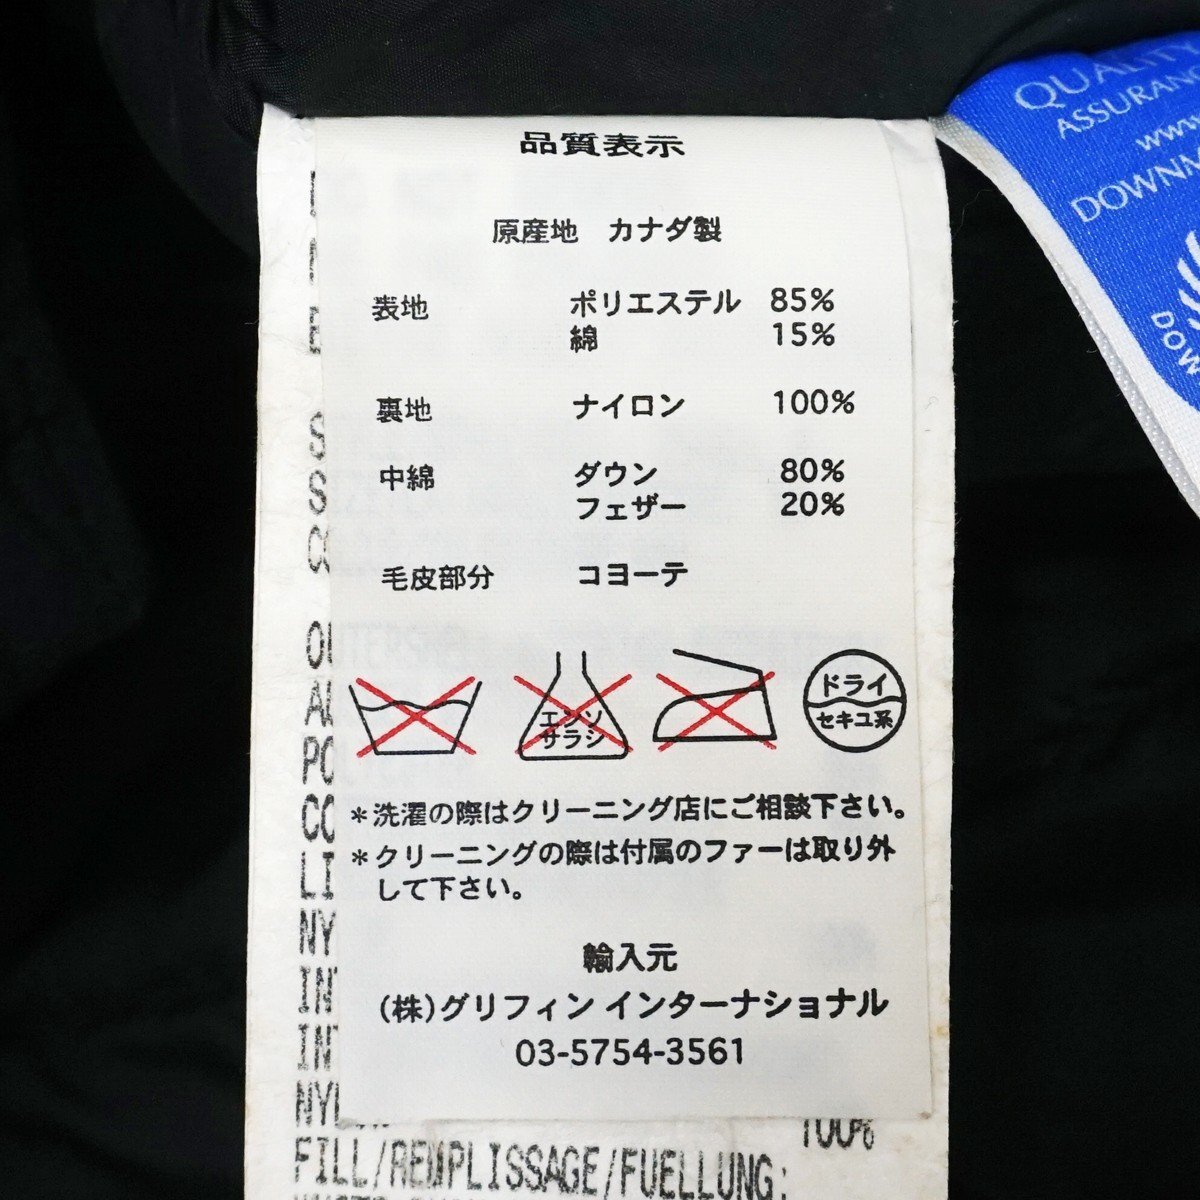 品質表示
原産地 カナダ製
表地 ポリエステル 85%
綿 15%
裏地 ナイロン 100%
中綿 ダウン 80%
フェザー 20%
毛皮部分 コヨーテ
エンソ
サラシ
ドライ
セキユ系
*洗濯の際はクリーニング店にご相談下さい。
*クリーニングの際は付属のファーは取り外
して下さい。
輸入元
(株)グリフィン インターナショナル
03-5754-3561
100%
FILL/REMPLISSAGE/FUELLUNG:
QUALITY
ASSURANC
www.
DOWNM